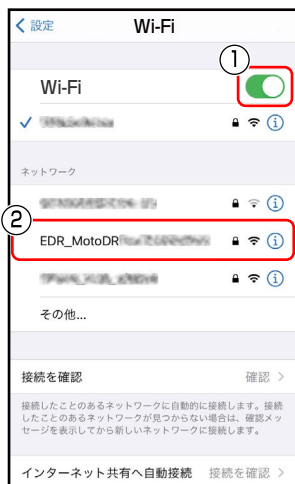 設定
Wi-Fi
①
Wi-Fi
ネットワーク
②
EDR_MotoDR
その他...
接続を確認 確認
接続したことのあるネットワークに自動的に接続します。接続
したことのあるネットワークが見つからない場合は、確認メッ
セージを表示してから新しいネットワークに接続します。
インターネット共有へ自動接続 接続を確認